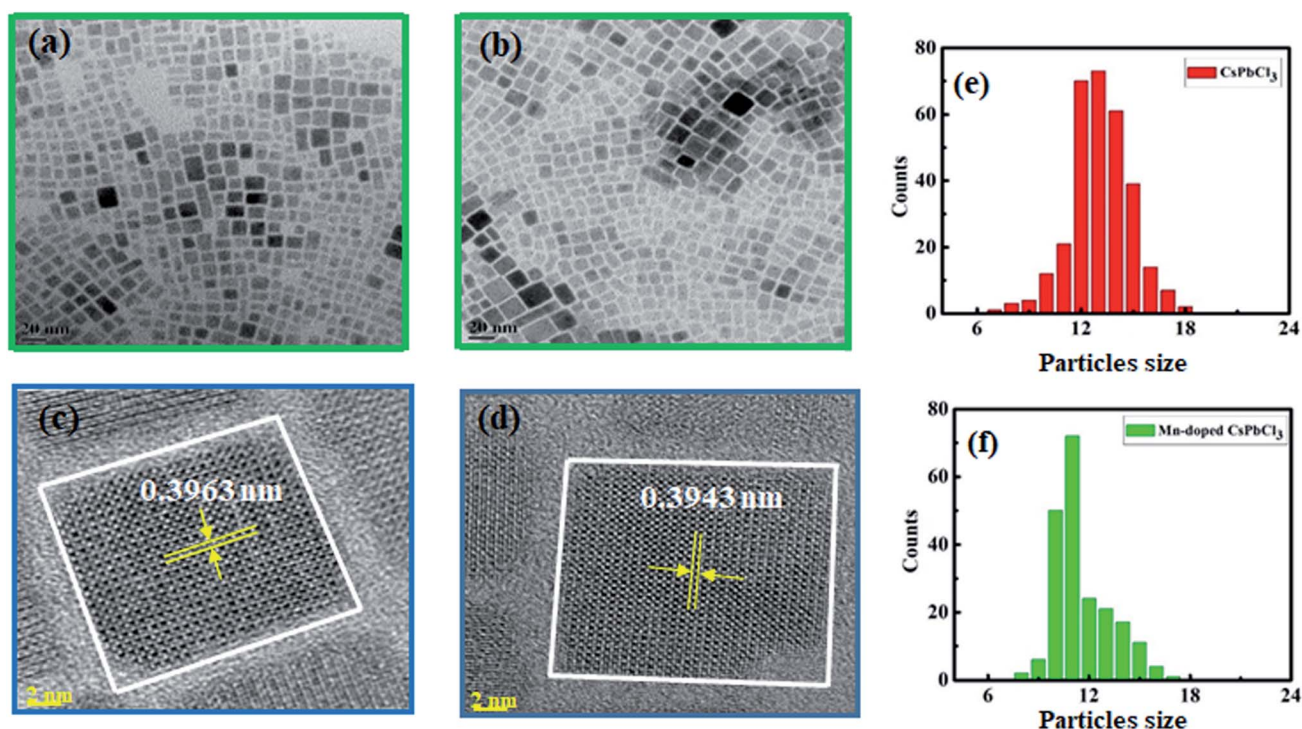 (a)
20 nm
(b)
20 nm
(e)
CsPbCl₃
80
60
40
20
0
Counts
6
12
18
24
Particles size
(c)
0.3963 nm
2 nm
(d)
0.3943 nm
2 nm
(f)
Mn-doped CsPbCl₃
80
60
40
20
0
Counts
6
12
18
24
Particles size